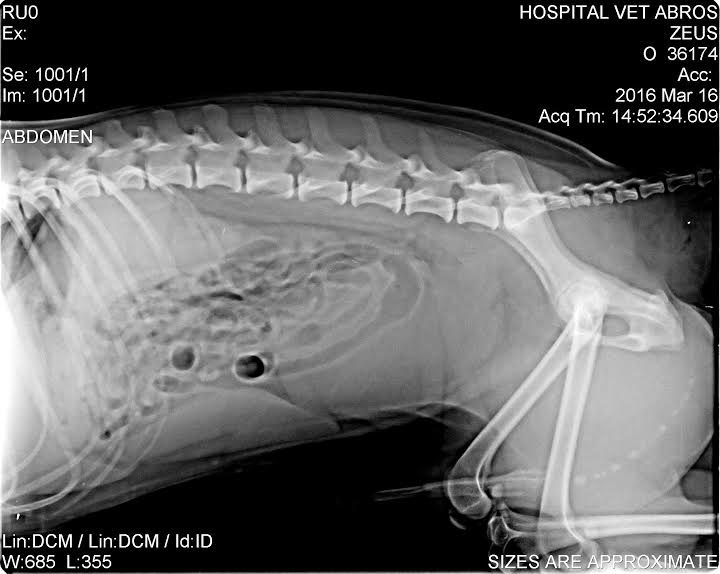 RU0
Ex:
Se: 1001/1
Im: 1001/1
ABDOMEN
HOSPITAL VET ABROS
ZEUS
O 36174
Acc:
2016 Mar 16
Acq Tm: 14:52:34.609
Lin:DCM / Lin:DCM / Id:ID
W:685 L:355
SIZES ARE APPROXIMATE